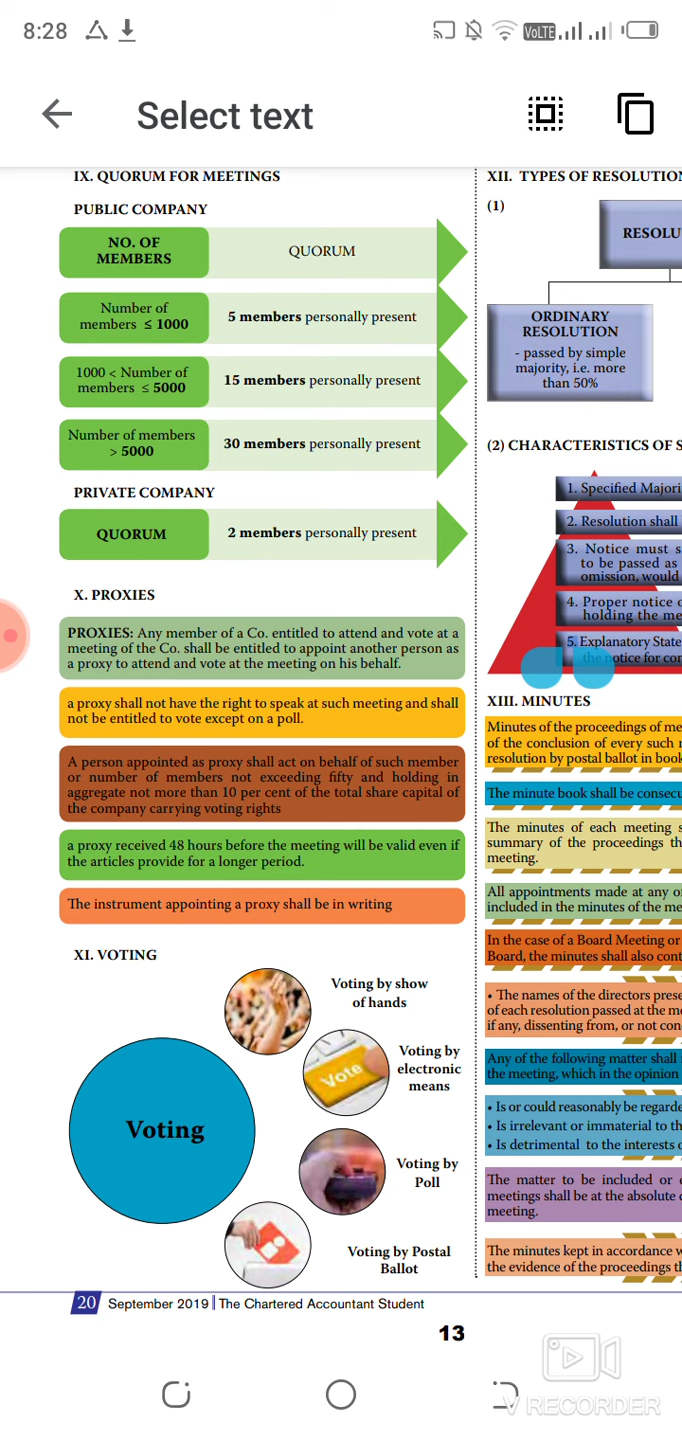 8:28
VoLTE
Select text
IX. QUORUM FOR MEETINGS
PUBLIC COMPANY
NO. OF
MEMBERS
QUORUM
Number of
members ≤ 1000
5 members personally present
1000 < Number of
members ≤ 5000
15 members personally present
Number of members
> 5000
30 members personally present
PRIVATE COMPANY
QUORUM
2 members personally present
X. PROXIES
PROXIES: Any member of a Co. entitled to attend and vote at a
meeting of the Co. shall be entitled to appoint another person as
a proxy to attend and vote at the meeting on his behalf.
a proxy shall not have the right to speak at such meeting and shall
not be entitled to vote except on a poll.
A person appointed as proxy shall act on behalf of such member
or number of members not exceeding fifty and holding in
aggregate not more than 10 per cent of the total share capital of
the company carrying voting rights
a proxy received 48 hours before the meeting will be valid even if
the articles provide for a longer period.
The instrument appointing a proxy shall be in writing
XI. VOTING
Voting
Voting by show
of hands
Vote
Voting by
electronic
means
Voting by
Poll
Voting by Postal
Ballot
XII. TYPES OF RESOLUTION
(1)
RESOLU
ORDINARY
RESOLUTION
- passed by simple
majority, i.e. more
than 50%
(2) CHARACTERISTICS OF S
1. Specified Majori
2. Resolution shall
3. Notice must s
to be passed as
omission, would
4. Proper notice o
holding the me
5. Explanatory State
the notice for con
XIII. MINUTES
Minutes of the proceedings of me
of the conclusion of every such
resolution by postal ballot in book
The minute book shall be consecu
The minutes of each meeting s
summary of the proceedings th
meeting.
All appointments made at any o
included in the minutes of the me
In the case of a Board Meeting or
Board, the minutes shall also cont
• The names of the directors prese
of each resolution passed at the m
if any, dissenting from, or not con
Any of the following matter shall
the meeting, which in the opinion
• Is or could reasonably be regarde
• Is irrelevant or immaterial to th
• Is detrimental to the interests o
The matter to be included or
meetings shall be at the absolute
meeting.
The minutes kept in accordance w
the evidence of the proceedings th
20 September 2019 | The Chartered Accountant Student
13
V RECORDER